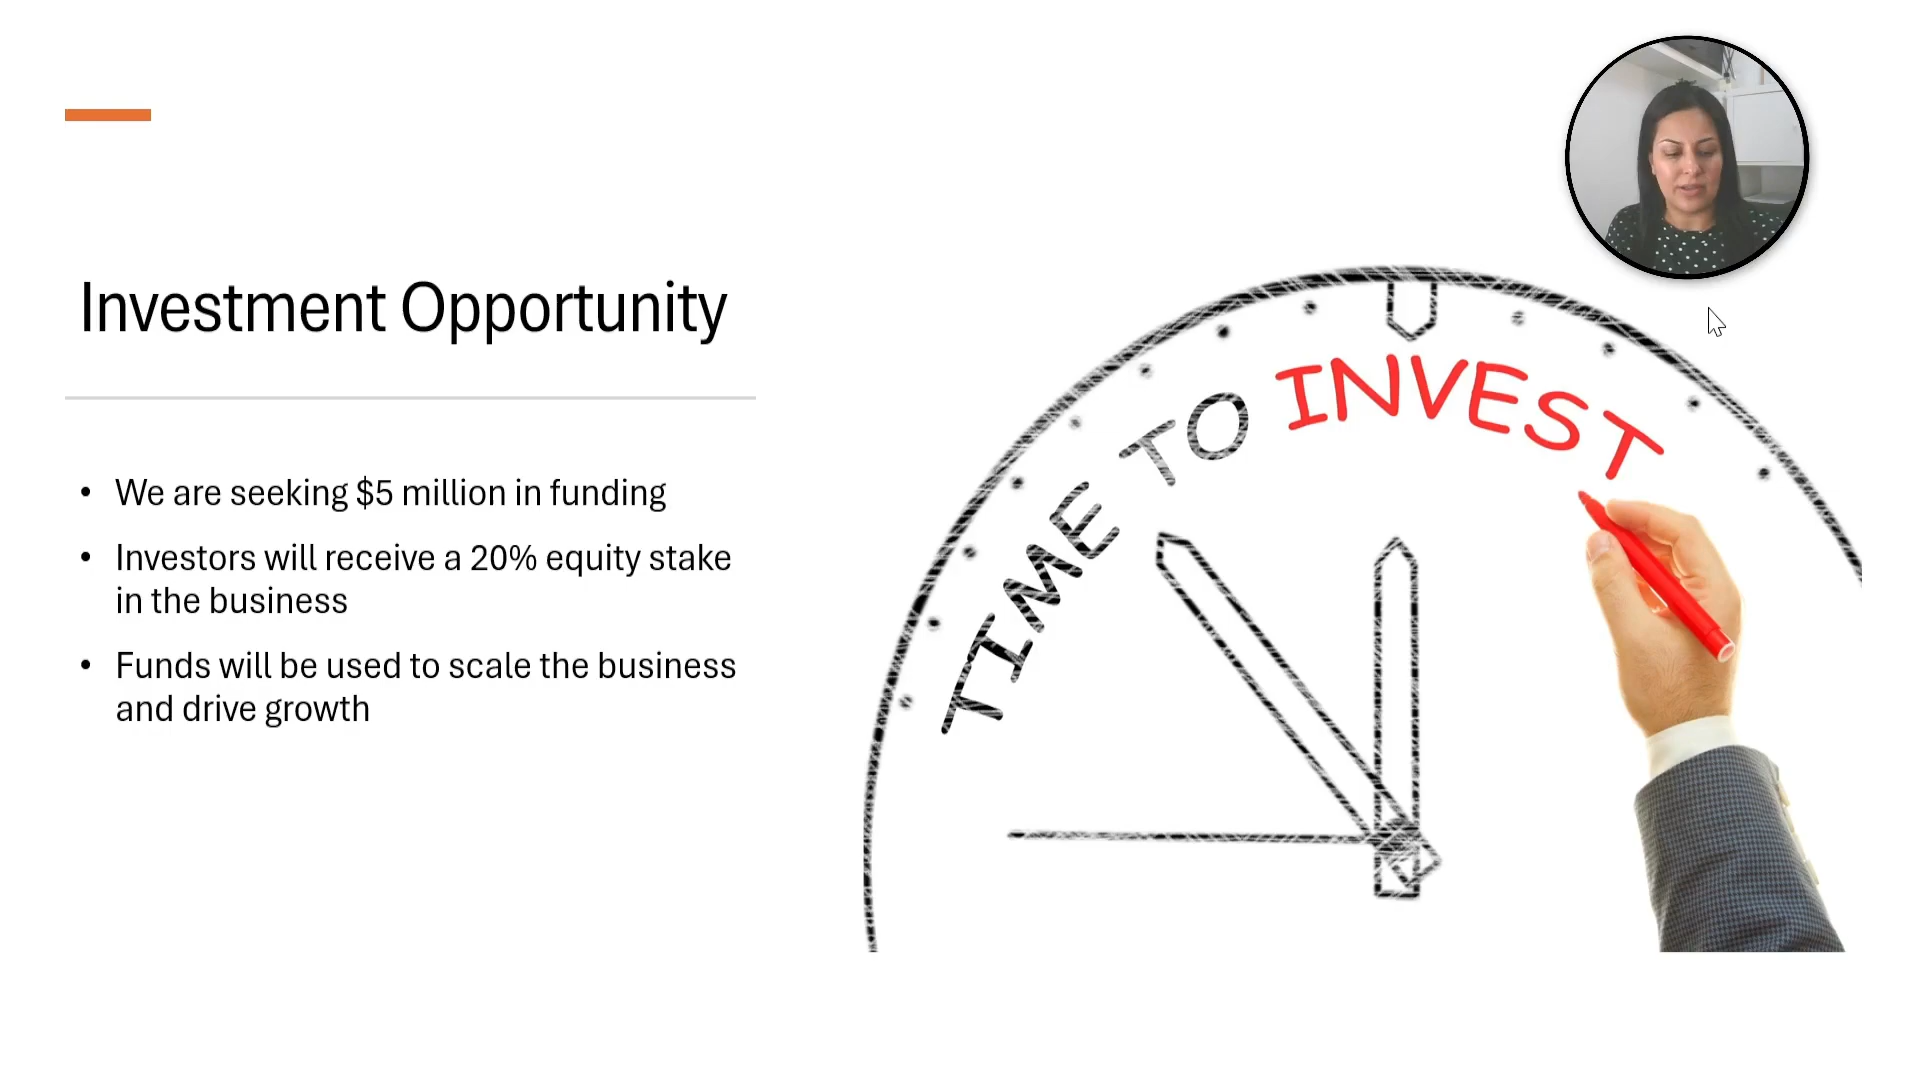 Investment Opportunity
• We are seeking $5 million in funding
• Investors will receive a 20% equity stake
in the business
• Funds will be used to scale the business
and drive growth
TIME TO INVEST